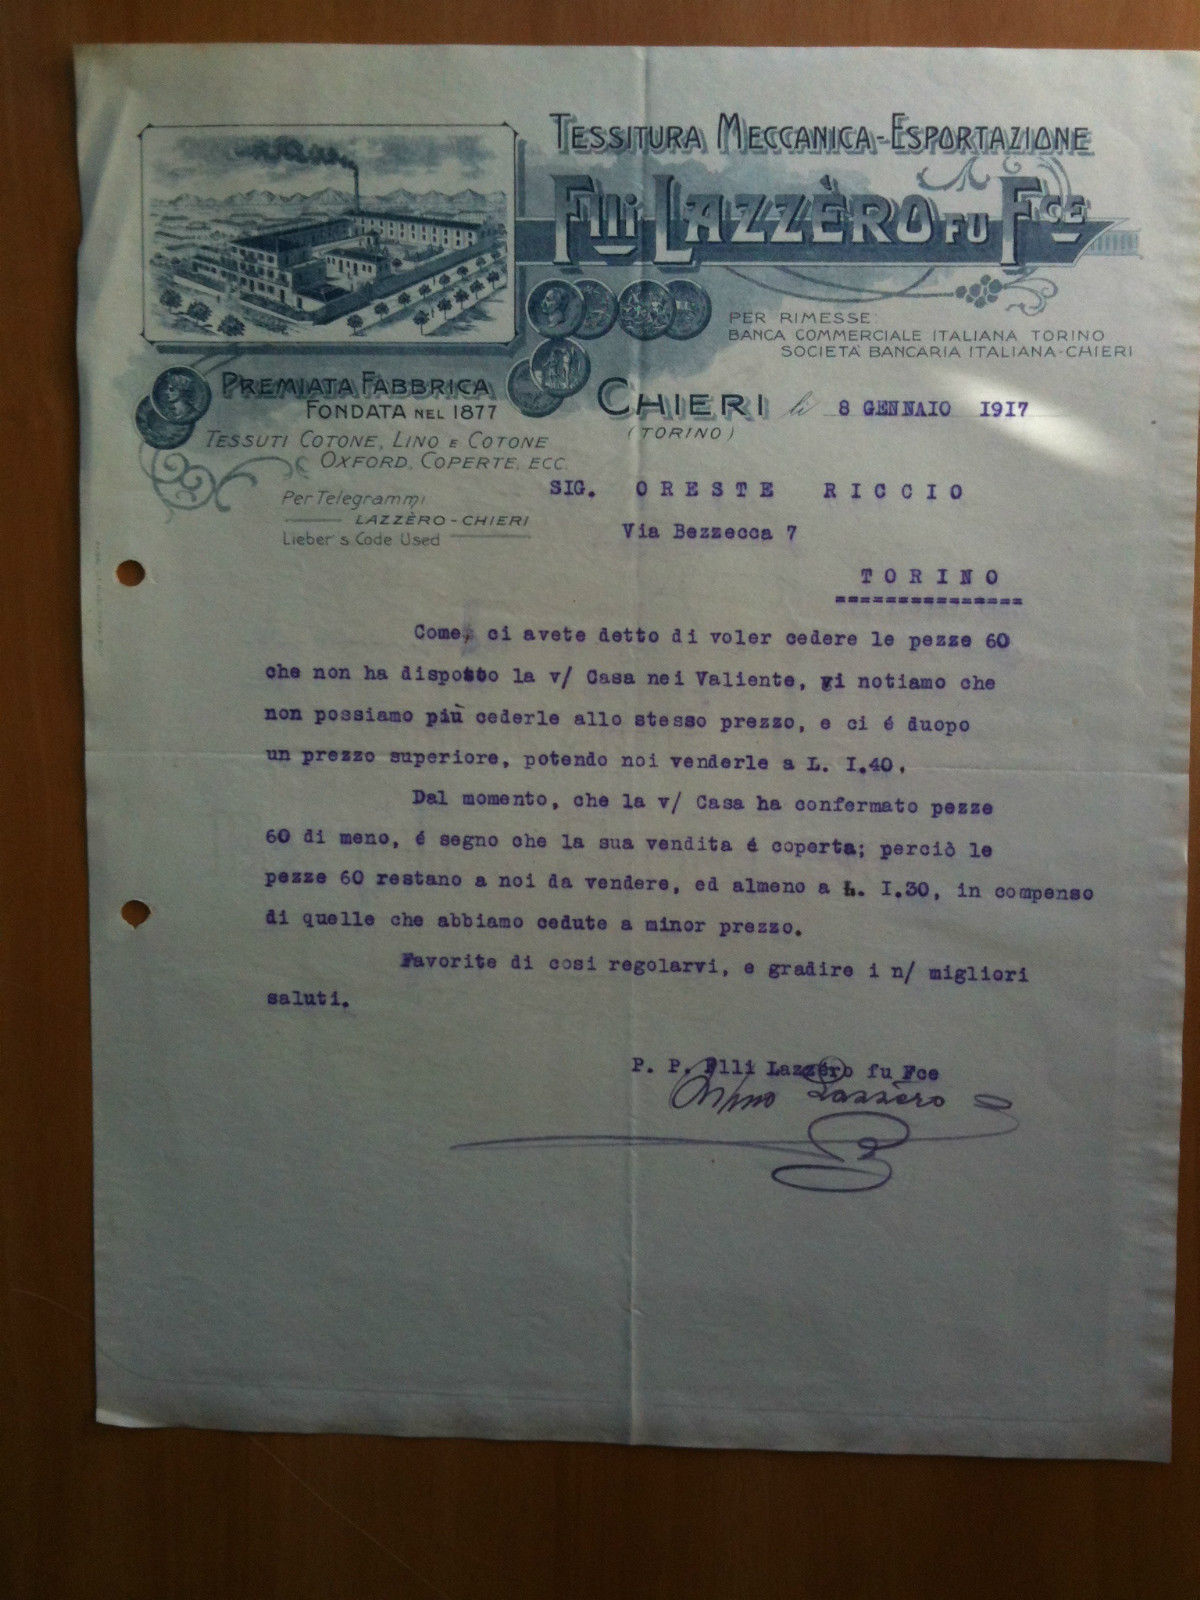 TESSITURA MECCANICA-ESPORTAZIONE
Flli LAZZÈRO FU FCE
PER RIMESSE:
BANCA COMMERCIALE ITALIANA TORINO
SOCIETÀ BANCARIA ITALIANA-CHIERI
PREMIATA FABBRICA
FONDATA NEL 1877
TESSUTI COTONE, LINO E COTONE
OXFORD, COPERTE, ECC.
Per Telegrammi
LAZZÈRO-CHIERI
Lieber's Code Used
CHIERI li 8 GENNAIO 1917
(TORINO)
SIG. ORESTE RICCIO
Via Bezzecca 7
TORINO
===============
Come, ci avete detto di voler cedere le pezze 60
che non ha dispotto la v/ Casa nei Valiente, vi notiamo che
non possiamo più cederle allo stesso prezzo, e ci é duopo
un prezzo superiore, potendo noi venderle a L. I.40.
Dal momento, che la v/ Casa ha confermato pezze
60 di meno, é segno che la sua vendita é coperta; perciò le
pezze 60 restano a noi da vendere, ed almeno a L. I.30, in compenso
di quelle che abbiamo cedute a minor prezzo.
Favorite di cosi regolarvi, e gradire i n/ migliori
saluti.
P. P. Flli Lazzéro fu Fce
Lazzèro